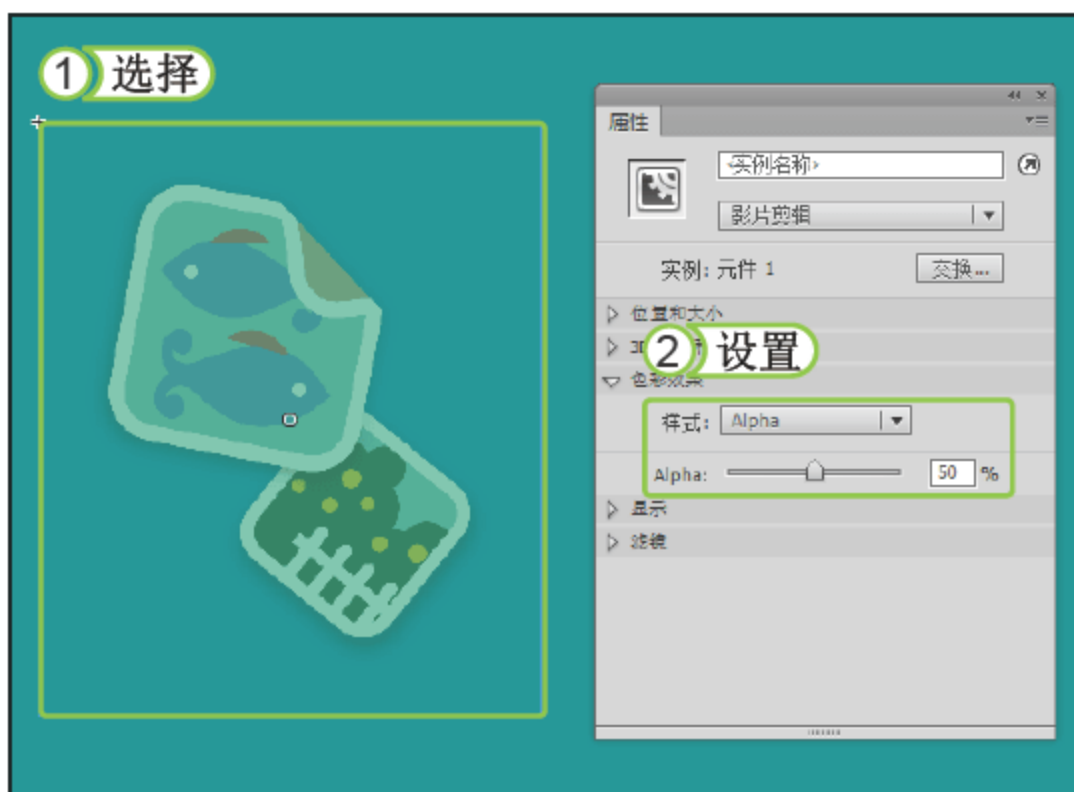 1 选择
属性
<实例名称>
影片剪辑
实例: 元件 1
交换...
位置和大小
3D
2 设置
色彩效果
样式: Alpha
Alpha: 50 %
显示
滤镜